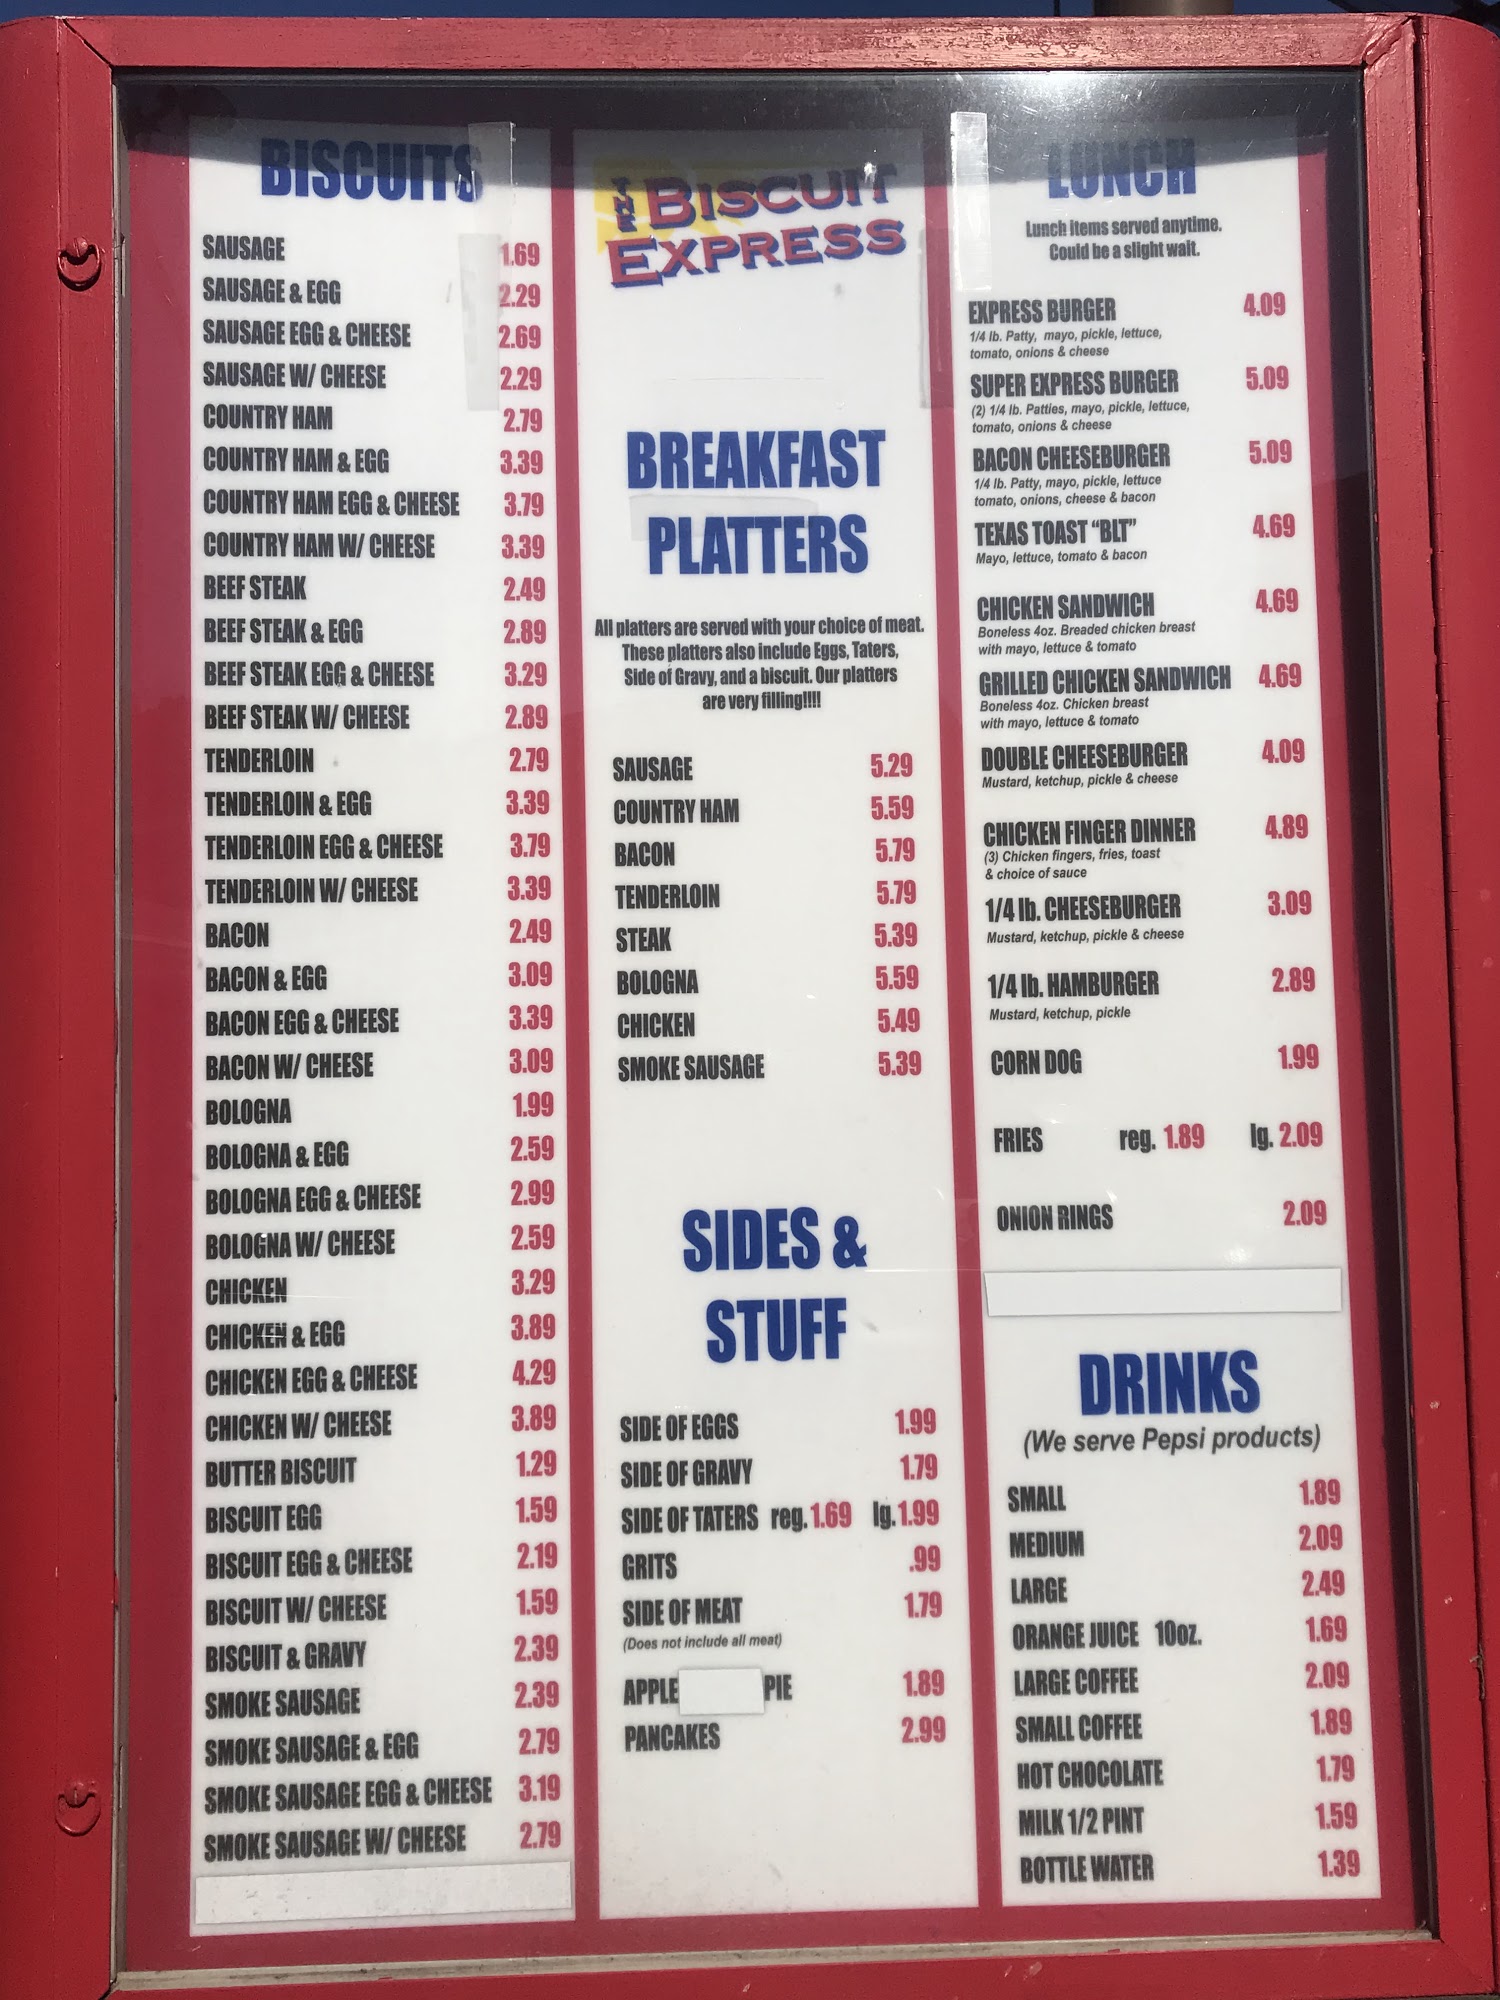 BISCUITS
SAUSAGE 1.69
SAUSAGE & EGG 2.29
SAUSAGE EGG & CHEESE 2.69
SAUSAGE W/ CHEESE 2.29
COUNTRY HAM 2.79
COUNTRY HAM & EGG 3.39
COUNTRY HAM EGG & CHEESE 3.79
COUNTRY HAM W/ CHEESE 3.39
BEEF STEAK 2.49
BEEF STEAK & EGG 2.89
BEEF STEAK EGG & CHEESE 3.29
BEEF STEAK W/ CHEESE 2.89
TENDERLOIN 2.79
TENDERLOIN & EGG 3.39
TENDERLOIN EGG & CHEESE 3.79
TENDERLOIN W/ CHEESE 3.39
BACON 2.49
BACON & EGG 3.09
BACON EGG & CHEESE 3.39
BACON W/ CHEESE 3.09
BOLOGNA 1.99
BOLOGNA & EGG 2.59
BOLOGNA EGG & CHEESE 2.99
BOLOGNA W/ CHEESE 2.59
CHICKEN 3.29
CHICKEN & EGG 3.89
CHICKEN EGG & CHEESE 4.29
CHICKEN W/ CHEESE 3.89
BUTTER BISCUIT 1.29
BISCUIT EGG 1.59
BISCUIT EGG & CHEESE 2.19
BISCUIT W/ CHEESE 1.59
BISCUIT & GRAVY 2.39
SMOKE SAUSAGE 2.39
SMOKE SAUSAGE & EGG 2.79
SMOKE SAUSAGE EGG & CHEESE 3.19
SMOKE SAUSAGE W/ CHEESE 2.79
THE BISCUIT
EXPRESS
BREAKFAST
PLATTERS
All platters are served with your choice of meat.
These platters also include Eggs, Taters,
Side of Gravy, and a biscuit. Our platters
are very filling!!!!
SAUSAGE 5.29
COUNTRY HAM 5.59
BACON 5.79
TENDERLOIN 5.79
STEAK 5.39
BOLOGNA 5.59
CHICKEN 5.49
SMOKE SAUSAGE 5.39
SIDES &
STUFF
SIDE OF EGGS 1.99
SIDE OF GRAVY 1.79
SIDE OF TATERS reg. 1.69 lg. 1.99
GRITS .99
SIDE OF MEAT 1.79
(Does not include all meat)
APPLE PIE 1.89
PANCAKES 2.99
LUNCH
Lunch items served anytime.
Could be a slight wait.
EXPRESS BURGER 4.09
1/4 lb. Patty, mayo, pickle, lettuce,
tomato, onions & cheese
SUPER EXPRESS BURGER 5.09
(2) 1/4 lb. Patties, mayo, pickle, lettuce,
tomato, onions & cheese
BACON CHEESEBURGER 5.09
1/4 lb. Patty, mayo, pickle, lettuce
tomato, onions, cheese & bacon
TEXAS TOAST “BLT” 4.69
Mayo, lettuce, tomato & bacon
CHICKEN SANDWICH 4.69
Boneless 4oz. Breaded chicken breast
with mayo, lettuce & tomato
GRILLED CHICKEN SANDWICH 4.69
Boneless 4oz. Chicken breast
with mayo, lettuce & tomato
DOUBLE CHEESEBURGER 4.09
Mustard, ketchup, pickle & cheese
CHICKEN FINGER DINNER 4.89
(3) Chicken fingers, fries, toast
& choice of sauce
1/4 lb. CHEESEBURGER 3.09
Mustard, ketchup, pickle & cheese
1/4 lb. HAMBURGER 2.89
Mustard, ketchup, pickle
CORN DOG 1.99
FRIES reg. 1.89 lg. 2.09
ONION RINGS 2.09
DRINKS
(We serve Pepsi products)
SMALL 1.89
MEDIUM 2.09
LARGE 2.49
ORANGE JUICE 10oz. 1.69
LARGE COFFEE 2.09
SMALL COFFEE 1.89
HOT CHOCOLATE 1.79
MILK 1/2 PINT 1.59
BOTTLE WATER 1.39